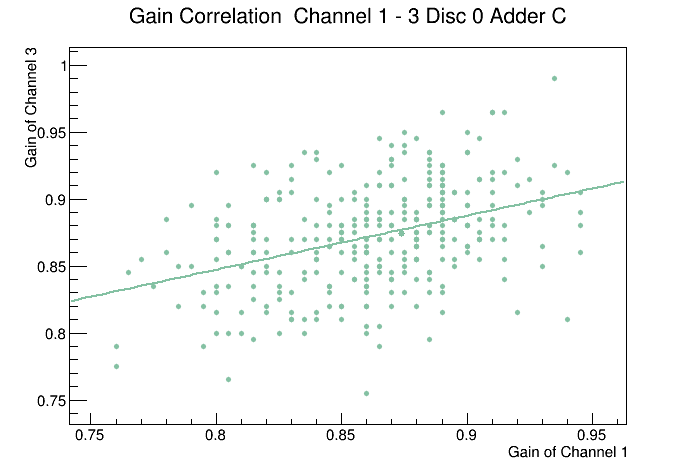 Gain Correlation  Channel 1 - 3 Disc 0 Adder C
Gain of Channel 3
1
0.95
0.9
0.85
0.8
0.75
0.75 0.8 0.85 0.9 0.95
Gain of Channel 1